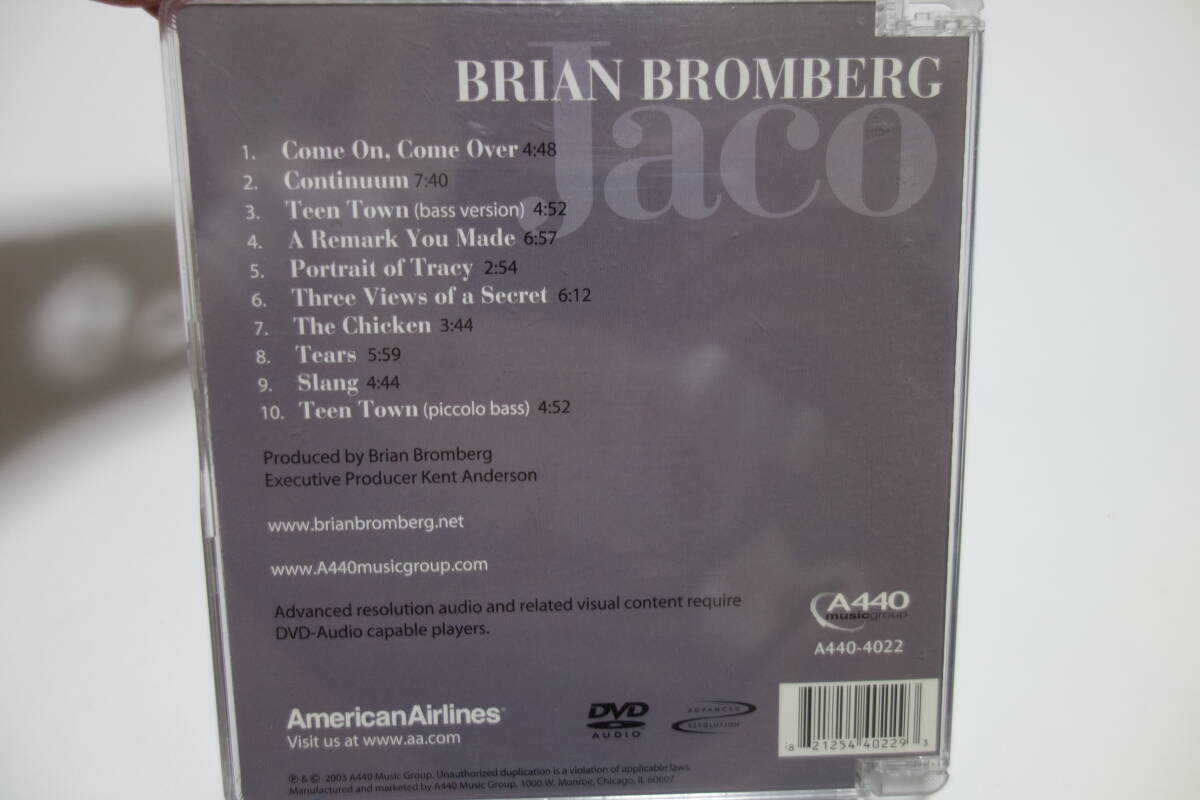 BRIAN BROMBERG
Jaco
1. Come On, Come Over 4:48
2. Continuum 7:40
3. Teen Town (bass version) 4:52
4. A Remark You Made 6:57
5. Portrait of Tracy 2:54
6. Three Views of a Secret 6:12
7. The Chicken 3:44
8. Tears 5:59
9. Slang 4:44
10. Teen Town (piccolo bass) 4:52
Produced by Brian Bromberg
Executive Producer Kent Anderson
www.brianbromberg.net
www.A440musicgroup.com
Advanced resolution audio and related visual content require
DVD-Audio capable players.
A440
musicgroup
A440-4022
AmericanAirlines®
Visit us at www.aa.com
DVD
AUDIO
ADVANCED
RESOLUTION
8 21254 40229 3
℗ & © 2003 A440 Music Group. Unauthorized duplication is a violation of applicable laws.
Manufactured and marketed by A440 Music Group, 1000 W. Monroe, Chicago, IL 60607